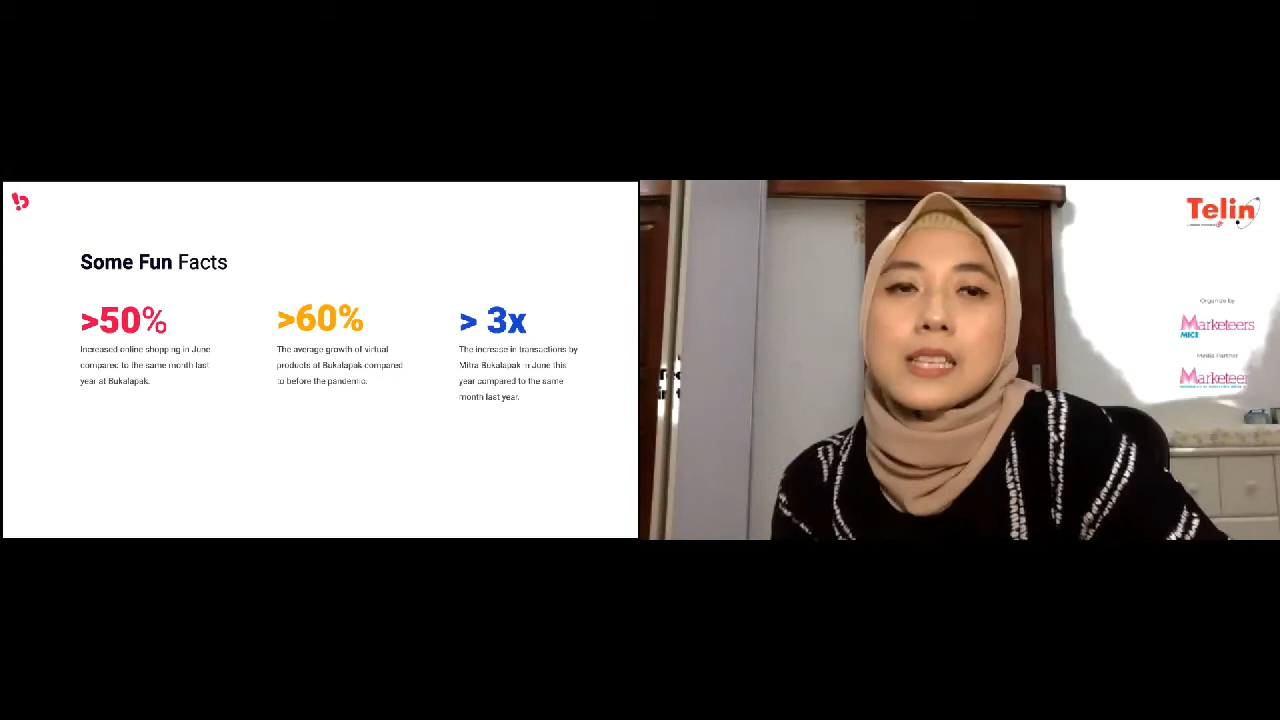 Some Fun Facts
>50%
Increased online shopping in June
compared to the same month last
year at Bukalapak.
>60%
The average growth of virtual
products at Bukalapak compared
to before the pandemic.
> 3x
The increase in transactions by
Mitra Bukalapak in June this
year compared to the same
month last year.
Telin
Organize by
Marketeers
MICE
Media Partner
Marketeers